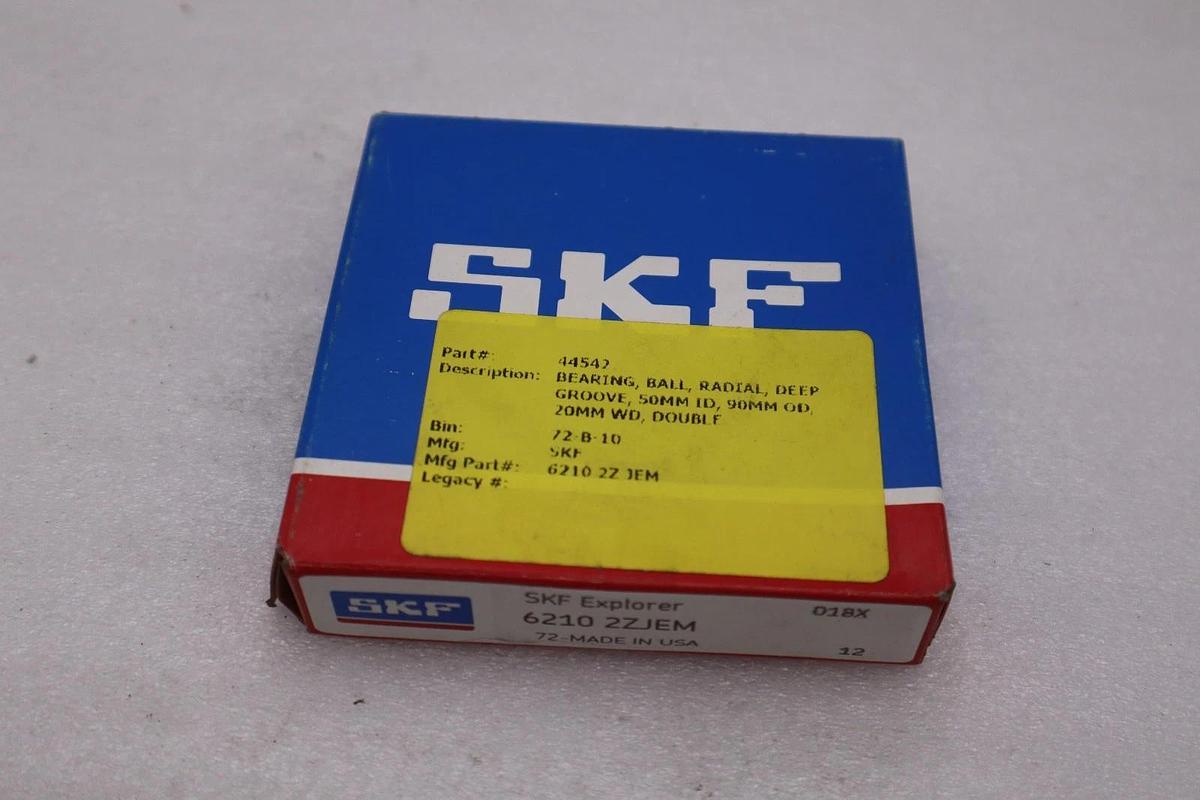 SKF
Part#: 44542
Description: BEARING, BALL, RADIAL, DEEP
GROOVE, 50MM ID, 90MM OD,
20MM WD, DOUBLE
Bin: 72-B-10
Mfg: SKF
Mfg Part#: 6210 2Z JEM
Legacy #:
SKF
SKF Explorer
6210 2ZJEM
72-MADE IN USA
018X
12